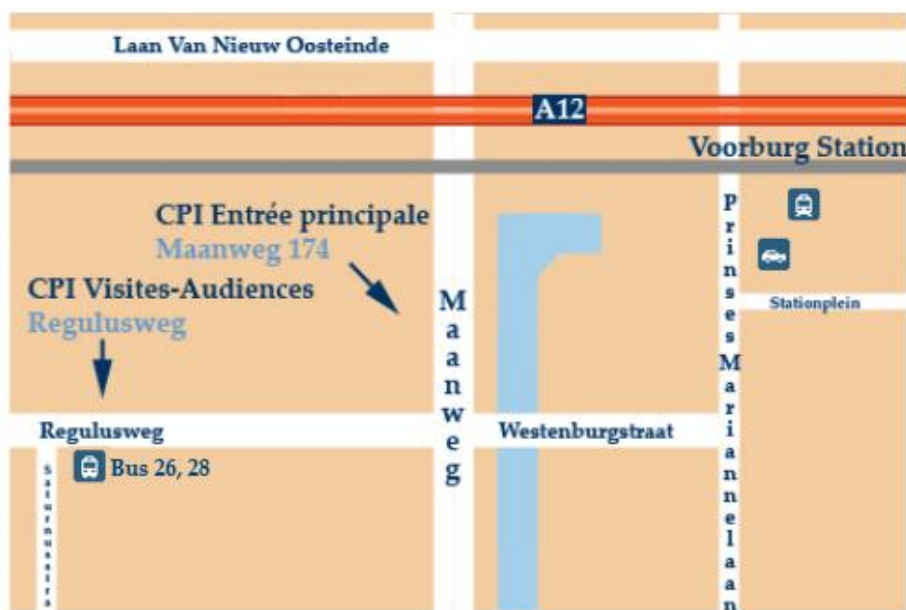 Laan Van Nieuw Oosteinde
A12
Voorburg Station
CPI Entrée principale
Maanweg 174
CPI Visites-Audiences
Regulusweg
Maanweg
Prinses Mariannelaan
Stationplein
Regulusweg
Westenburgstraat
Bus 26, 28
Saturnusstra